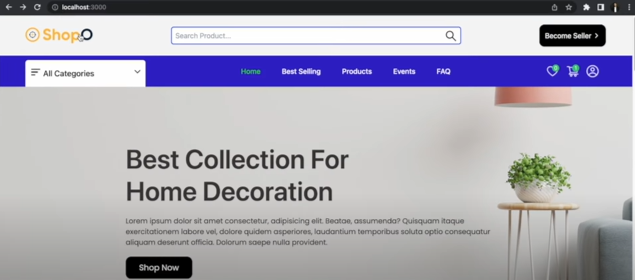 localhost:3000
ShopO
Search Product...
Become Seller >
All Categories
Home Best Selling Products Events FAQ
0 1
Best Collection For
Home Decoration
Lorem ipsum dolor sit amet consectetur, adipisicing elit. Beatae, assumenda? Quisquam itaque
exercitationem labore vel, dolore quidem asperiores, laudantium temporibus soluta optio consequatur
aliquam deserunt officia. Dolorum saepe nulla provident.
Shop Now